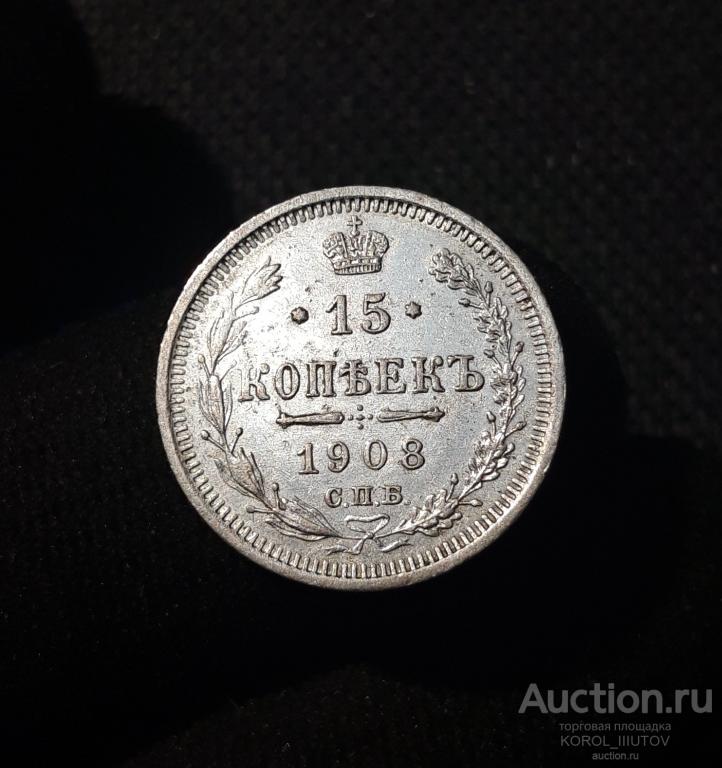 15
КОПѢЕКЪ
1908
С.П.Б.
Auction.ru
торговая площадка
KOROL_IIIUTOV
auction.ru